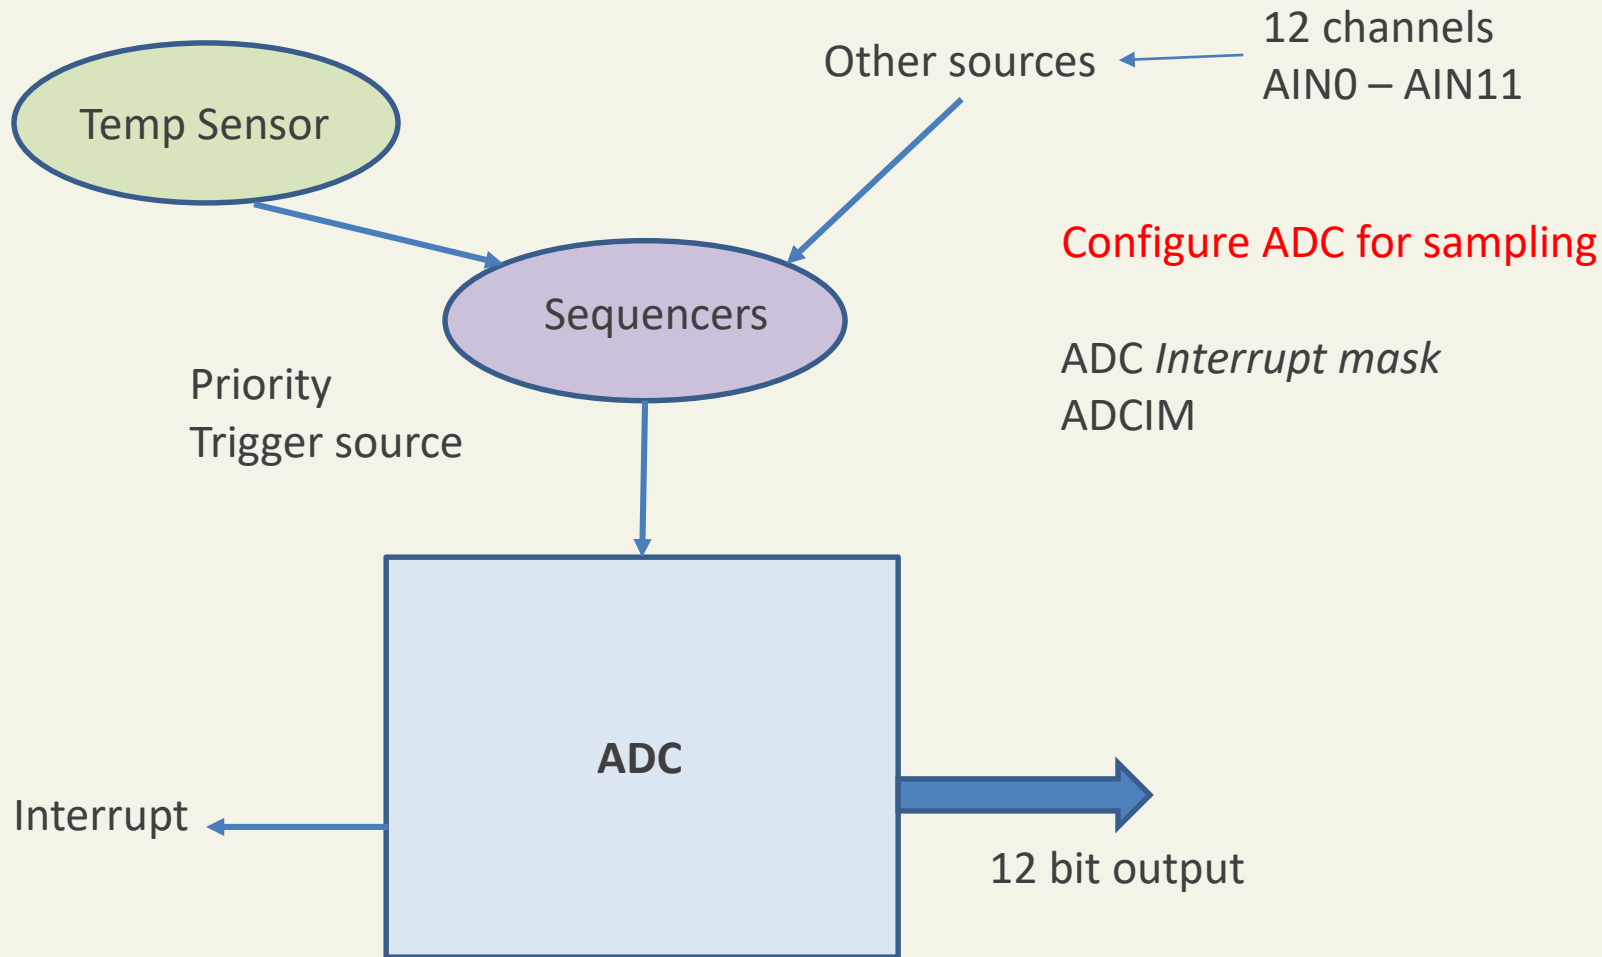 12 channels
AIN0 – AIN11
Other sources
Temp Sensor
Configure ADC for sampling
Sequencers
ADC Interrupt mask
ADCIM
Priority
Trigger source
ADC
Interrupt
12 bit output